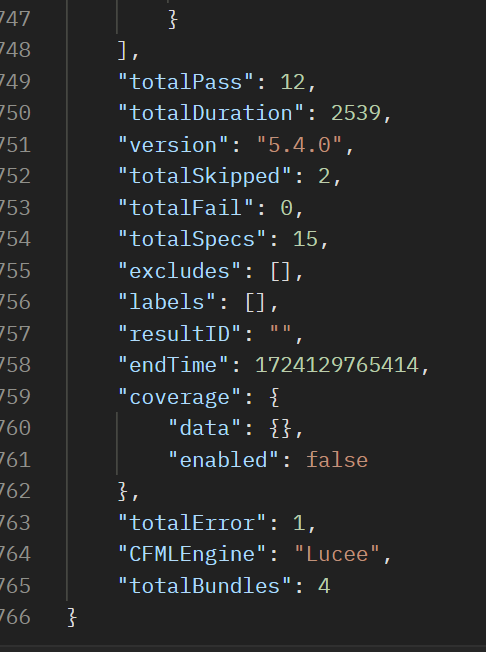 747             }
748         ],
749         "totalPass": 12,
750         "totalDuration": 2539,
751         "version": "5.4.0",
752         "totalSkipped": 2,
753         "totalFail": 0,
754         "totalSpecs": 15,
755         "excludes": [],
756         "labels": [],
757         "resultID": "",
758         "endTime": 1724129765414,
759         "coverage": {
760             "data": {},
761             "enabled": false
762         },
763         "totalError": 1,
764         "CFMLEngine": "Lucee",
765         "totalBundles": 4
766     }